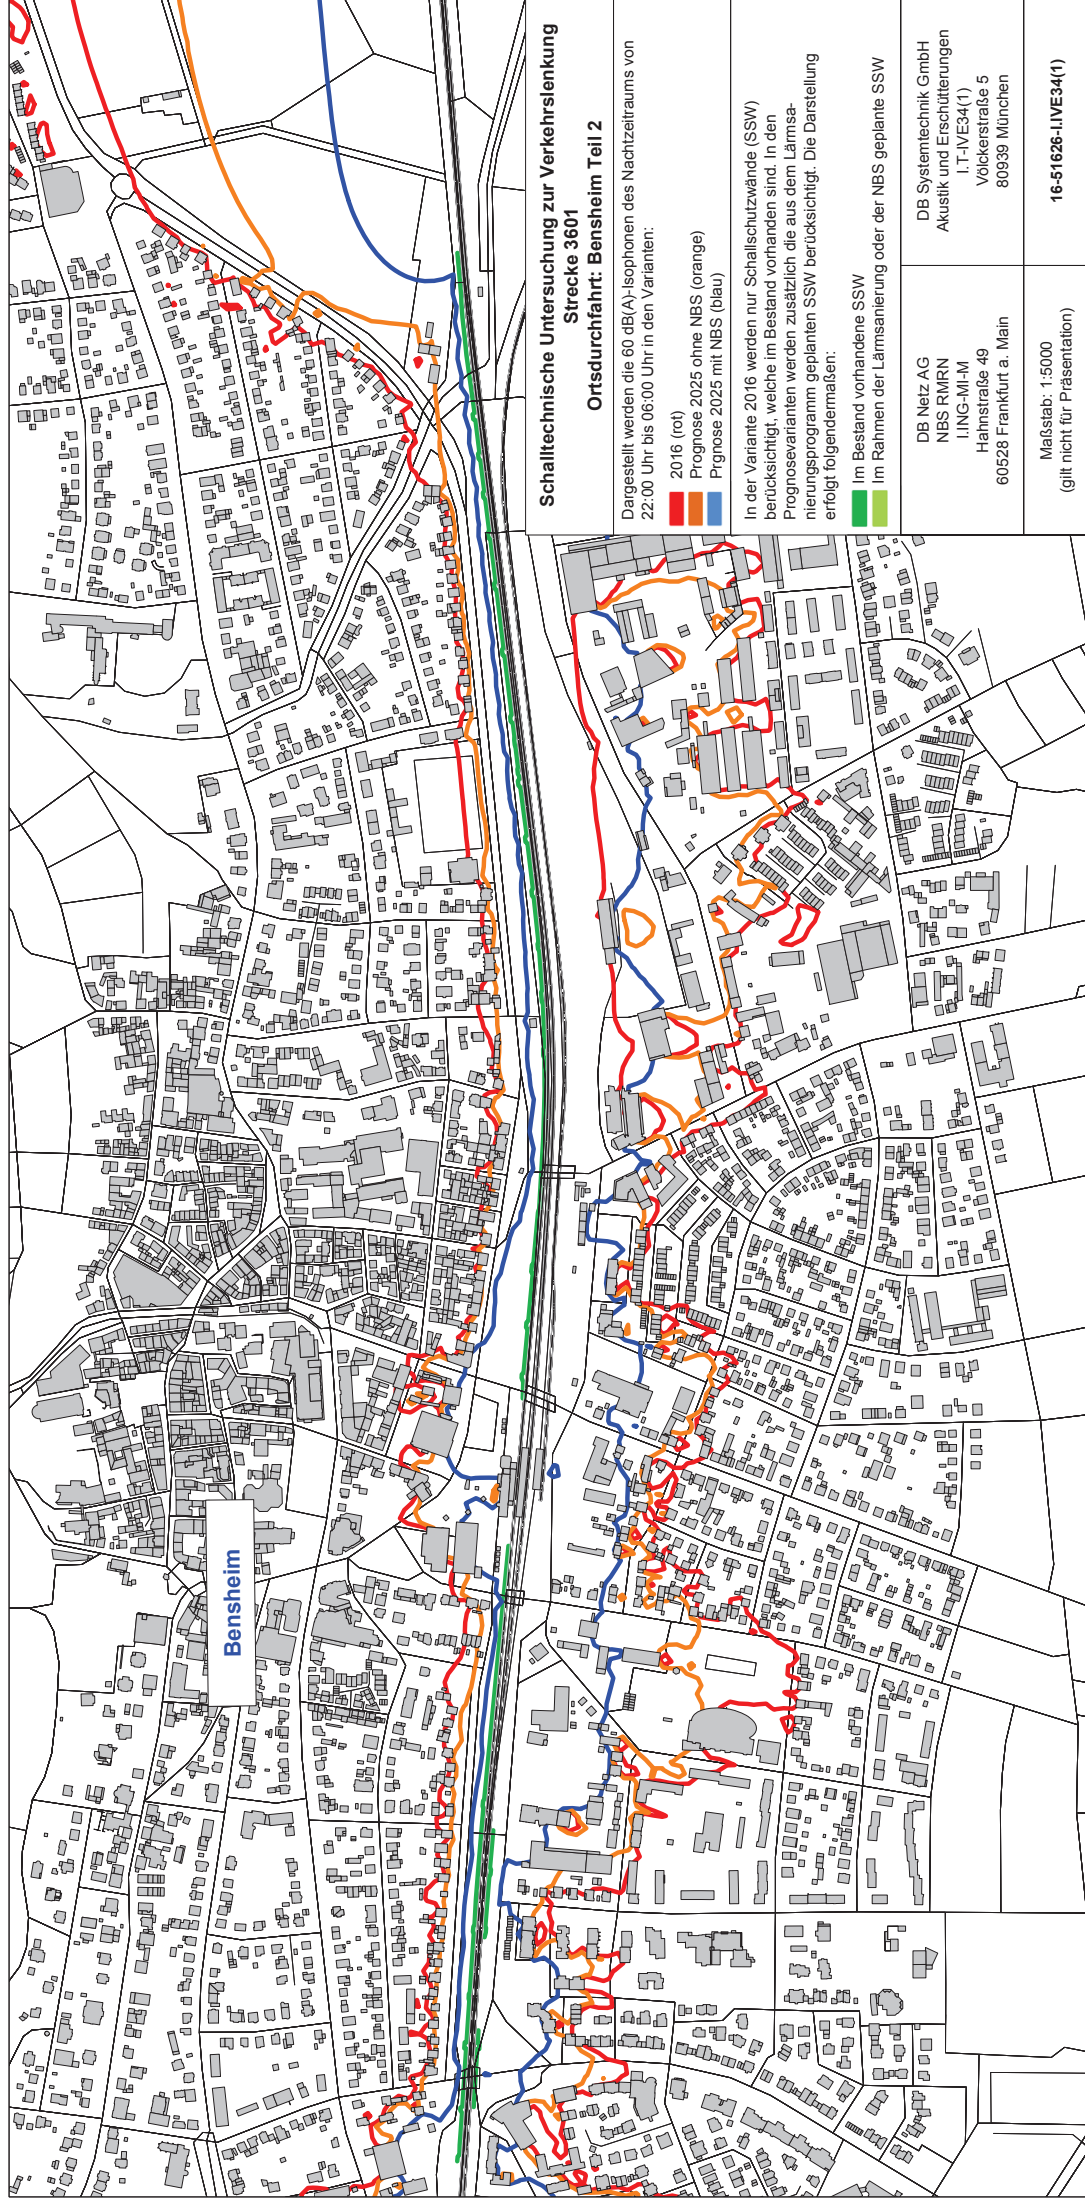 Bensheim
Schalltechnische Untersuchung zur Verkehrslenkung
Strecke 3601
Ortsdurchfahrt: Bensheim Teil 2
Dargestellt werden die 60 dB(A)-Isophonen des Nachtzeitraums von
22:00 Uhr bis 06:00 Uhr in den Varianten:
2016 (rot)
Prognose 2025 ohne NBS (orange)
Prgnose 2025 mit NBS (blau)
In der Variante 2016 werden nur Schallschutzwände (SSW)
berücksichtigt, welche im Bestand vorhanden sind. In den
Prognosevarianten werden zusätzlich die aus dem Lärmsa-
nierungsprogramm geplanten SSW berücksichtigt. Die Darstellung
erfolgt folgendermaßen:
Im Bestand vorhandene SSW
Im Rahmen der Lärmsanierung oder der NBS geplante SSW
DB Netz AG
NBS RMRN
I.ING-MI-M
Hahnstraße 49
60528 Frankfurt a. Main
DB Systemtechnik GmbH
Akustik und Erschütterungen
I.T-IVE34(1)
Völckerstraße 5
80939 München
Maßstab: 1:5000
(gilt nicht für Präsentation)
16-51626-I.IVE34(1)